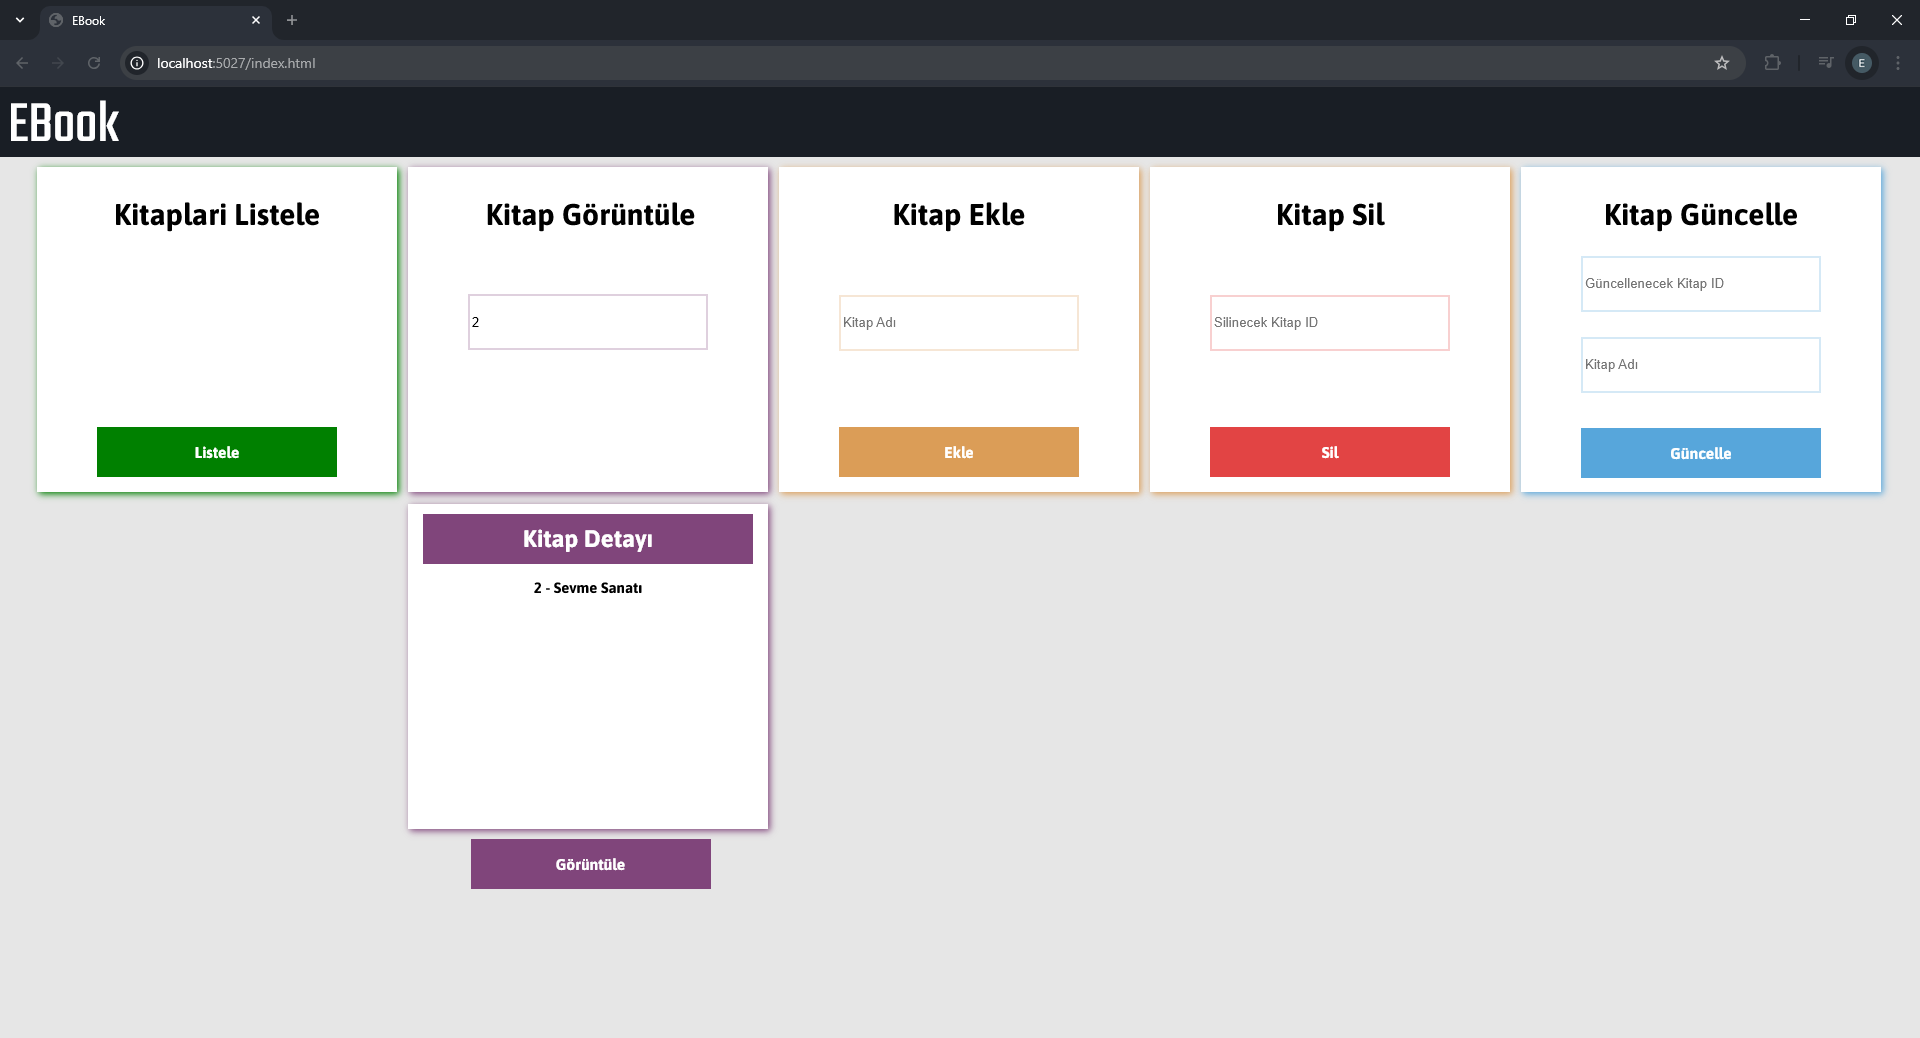 EBook
localhost:5027/index.html
E
EBook
Kitaplari Listele
Listele
Kitap Görüntüle
2
Kitap Detayı
2 - Sevme Sanatı
Görüntüle
Kitap Ekle
Kitap Adı
Ekle
Kitap Sil
Silinecek Kitap ID
Sil
Kitap Güncelle
Güncellenecek Kitap ID
Kitap Adı
Güncelle